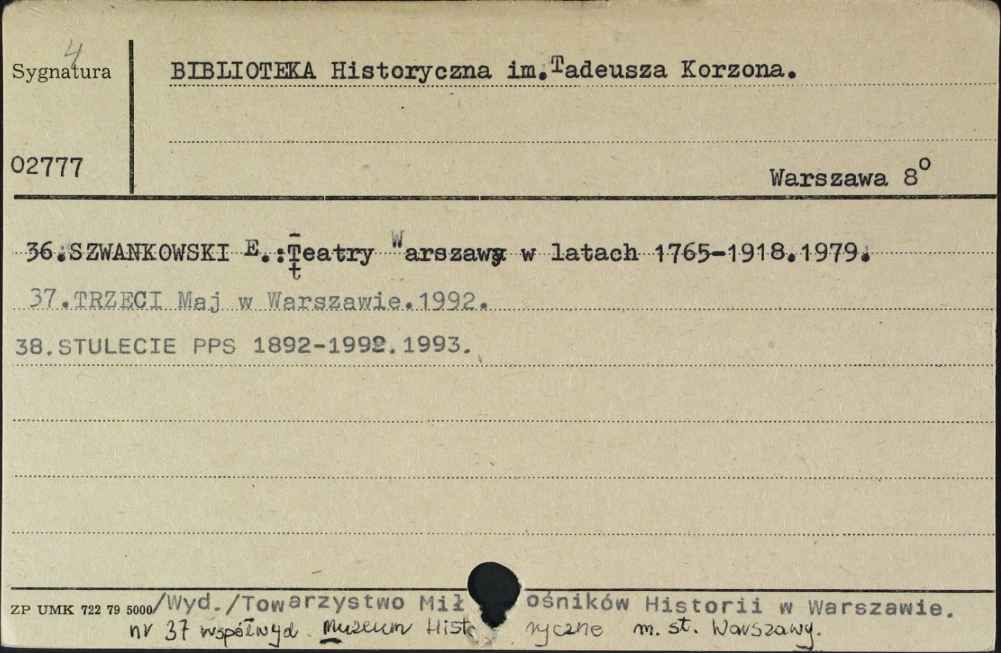 4
Sygnatura
BIBLIOTEKA Historyczna im.Tadeusza Korzona.
02777
Warszawa 8°
36.SZWANKOWSKI E.:Teatry Warszawy w latach 1765-1918.1979.
37.TRZECI Maj w Warszawie.1992.
38.STULECIE PPS 1892-1992.1993.
ZP UMK 722 79 5000 /Wyd./Towarzystwo Miłośników Historii w Warszawie.
nr 37 współwyd. Muzeum Hist ryczne m. st. Warszawy.